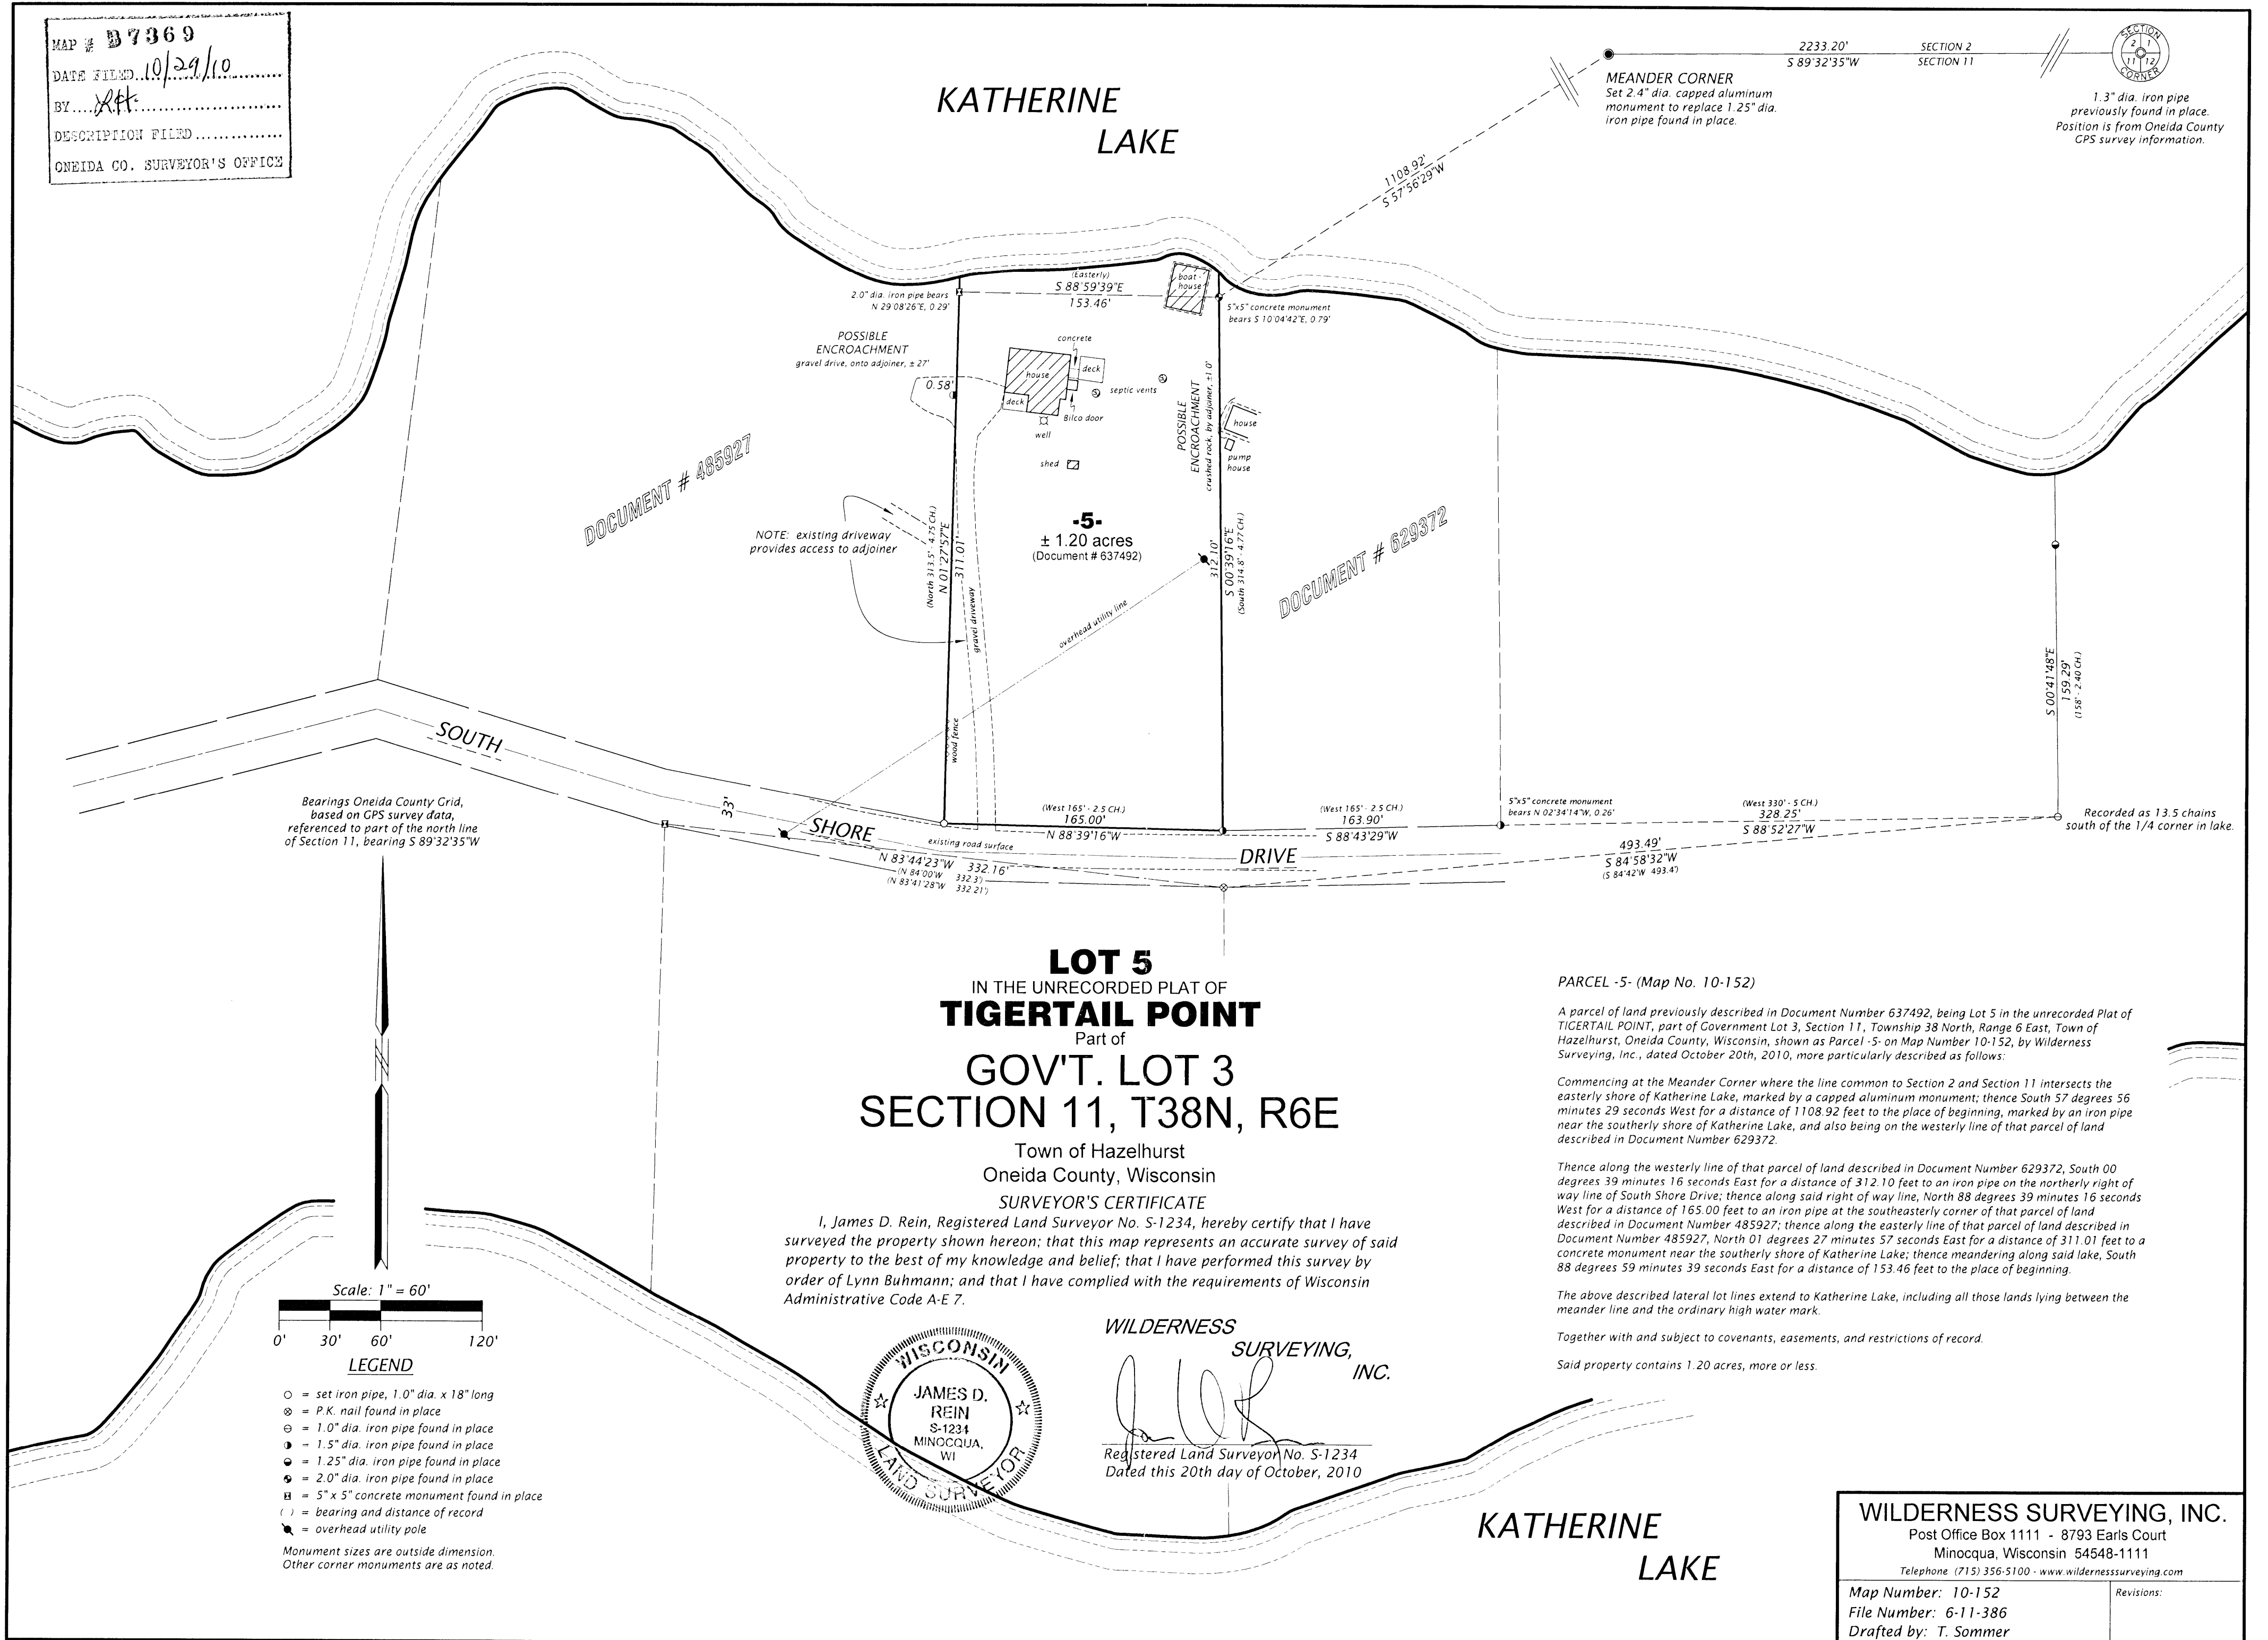 MAP # B7369
DATE FILED 10/29/10
BY
DESCRIPTION FILED
ONEIDA CO. SURVEYOR'S OFFICE
KATHERINE
LAKE
2233.20'
S 89°32'35"W
SECTION 2
SECTION 11
SECTION
2 1
11 12
CORNER
MEANDER CORNER
Set 2.4" dia. capped aluminum
monument to replace 1.25" dia.
iron pipe found in place.
1.3" dia. iron pipe
previously found in place.
Position is from Oneida County
GPS survey information.
1108.92'
S 57°56'29"W
2.0" dia. iron pipe bears
N 29°08'26"E, 0.29'
(Easterly)
S 88°59'39"E
153.46'
boat-
house
5"x5" concrete monument
bears S 10°04'42"E, 0.79'
POSSIBLE
ENCROACHMENT
gravel drive, onto adjoiner, ± 27'
0.58'
concrete
house
deck
deck
septic vents
Bilco door
well
shed
POSSIBLE
ENCROACHMENT
crushed rock, by adjoiner, ±1.0'
house
pump
house
DOCUMENT # 485927
NOTE: existing driveway
provides access to adjoiner
(North 313.5' - 4.75 CH.)
N 01°27'57"E
311.01'
-5-
± 1.20 acres
(Document # 637492)
312.10'
S 00°39'16"E
(South 314.8' - 4.77 CH.)
DOCUMENT # 629372
gravel driveway
overhead utility line
wood fence
S 00°41'48"E
159.29'
(158' - 2.40 CH.)
SOUTH
33'
SHORE
DRIVE
existing road surface
(West 165' - 2.5 CH.)
165.00'
N 88°39'16"W
(West 165' - 2.5 CH.)
163.90'
S 88°43'29"W
5"x5" concrete monument
bears N 02°34'14"W, 0.26'
(West 330' - 5 CH.)
328.25'
S 88°52'27"W
Recorded as 13.5 chains
south of the 1/4 corner in lake.
N 83°44'23"W 332.16'
(N 84°00'W 332.3')
(N 83°41'28"W 332.21')
493.49'
S 84°58'32"W
(S 84°42'W 493.4')
Bearings Oneida County Grid,
based on GPS survey data,
referenced to part of the north line
of Section 11, bearing S 89°32'35"W
Scale: 1" = 60'
0' 30' 60' 120'
LEGEND
= set iron pipe, 1.0" dia. x 18" long
= P.K. nail found in place
= 1.0" dia. iron pipe found in place
= 1.5" dia. iron pipe found in place
= 1.25" dia. iron pipe found in place
= 2.0" dia. iron pipe found in place
= 5" x 5" concrete monument found in place
( ) = bearing and distance of record
= overhead utility pole
Monument sizes are outside dimension.
Other corner monuments are as noted.
LOT 5
IN THE UNRECORDED PLAT OF
TIGERTAIL POINT
Part of
GOV'T. LOT 3
SECTION 11, T38N, R6E
Town of Hazelhurst
Oneida County, Wisconsin
SURVEYOR'S CERTIFICATE
I, James D. Rein, Registered Land Surveyor No. S-1234, hereby certify that I have
surveyed the property shown hereon; that this map represents an accurate survey of said
property to the best of my knowledge and belief; that I have performed this survey by
order of Lynn Buhmann; and that I have complied with the requirements of Wisconsin
Administrative Code A-E 7.
WISCONSIN
JAMES D.
REIN
S-1234
MINOCQUA,
WI
LAND SURVEYOR
WILDERNESS
SURVEYING,
INC.
Registered Land Surveyor No. S-1234
Dated this 20th day of October, 2010
PARCEL -5- (Map No. 10-152)
A parcel of land previously described in Document Number 637492, being Lot 5 in the unrecorded Plat of
TIGERTAIL POINT, part of Government Lot 3, Section 11, Township 38 North, Range 6 East, Town of
Hazelhurst, Oneida County, Wisconsin, shown as Parcel -5- on Map Number 10-152, by Wilderness
Surveying, Inc., dated October 20th, 2010, more particularly described as follows:
Commencing at the Meander Corner where the line common to Section 2 and Section 11 intersects the
easterly shore of Katherine Lake, marked by a capped aluminum monument; thence South 57 degrees 56
minutes 29 seconds West for a distance of 1108.92 feet to the place of beginning, marked by an iron pipe
near the southerly shore of Katherine Lake, and also being on the westerly line of that parcel of land
described in Document Number 629372.
Thence along the westerly line of that parcel of land described in Document Number 629372, South 00
degrees 39 minutes 16 seconds East for a distance of 312.10 feet to an iron pipe on the northerly right of
way line of South Shore Drive; thence along said right of way line, North 88 degrees 39 minutes 16 seconds
West for a distance of 165.00 feet to an iron pipe at the southeasterly corner of that parcel of land
described in Document Number 485927; thence along the easterly line of that parcel of land described in
Document Number 485927, North 01 degrees 27 minutes 57 seconds East for a distance of 311.01 feet to a
concrete monument near the southerly shore of Katherine Lake; thence meandering along said lake, South
88 degrees 59 minutes 39 seconds East for a distance of 153.46 feet to the place of beginning.
The above described lateral lot lines extend to Katherine Lake, including all those lands lying between the
meander line and the ordinary high water mark.
Together with and subject to covenants, easements, and restrictions of record.
Said property contains 1.20 acres, more or less.
KATHERINE
LAKE
WILDERNESS SURVEYING, INC.
Post Office Box 1111 - 8793 Earls Court
Minocqua, Wisconsin 54548-1111
Telephone (715) 356-5100 - www.wildernesssurveying.com
Map Number: 10-152
File Number: 6-11-386
Drafted by: T. Sommer
Revisions: